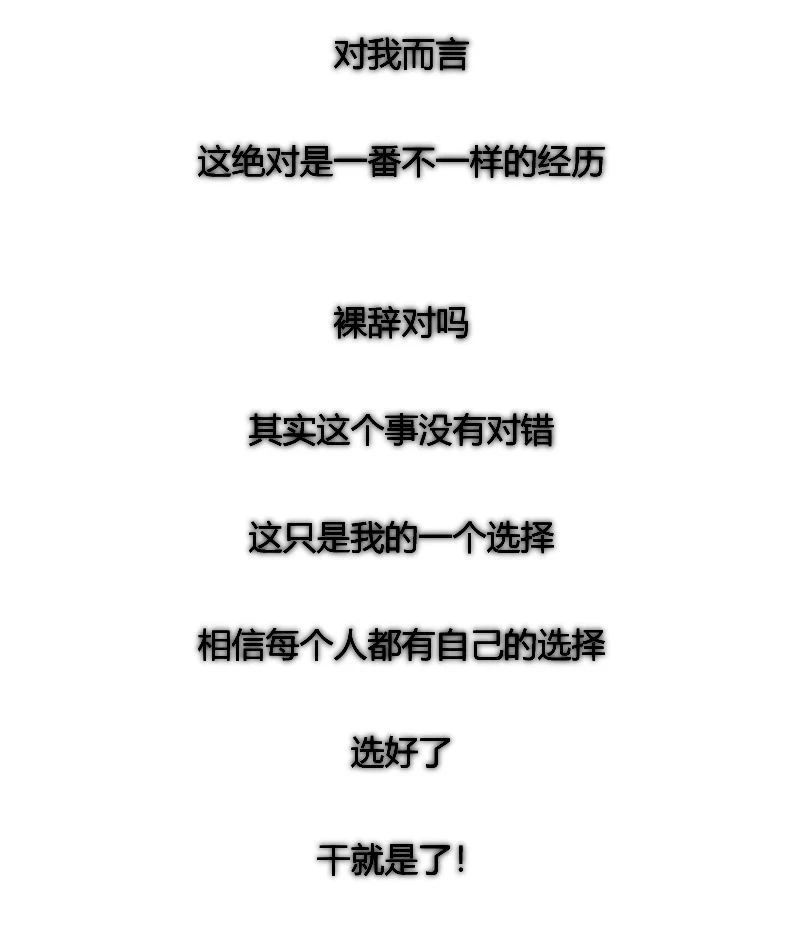 对我而言
这绝对是一番不一样的经历
裸辞对吗
其实这个事没有对错
这只是我的一个选择
相信每个人都有自己的选择
选好了
干就是了!